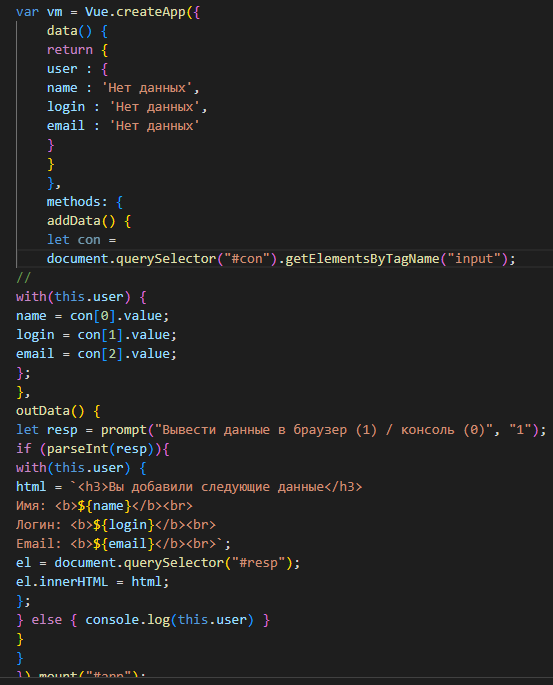 var vm = Vue.createApp({
data() {
return {
user : {
name : 'Нет данных',
login : 'Нет данных',
email : 'Нет данных'
}
}
},
methods: {
addData() {
let con =
document.querySelector("#con").getElementsByTagName("input");
//
with(this.user) {
name = con[0].value;
login = con[1].value;
email = con[2].value;
};
},
outData() {
let resp = prompt("Вывести данные в браузер (1) / консоль (0)", "1");
if (parseInt(resp)){
with(this.user) {
html = `<h3>Вы добавили следующие данные</h3>
Имя: <b>${name}</b><br>
Логин: <b>${login}</b><br>
Email: <b>${email}</b><br>`;
el = document.querySelector("#resp");
el.innerHTML = html;
};
} else { console.log(this.user) }
}
}
}).mount("#app");